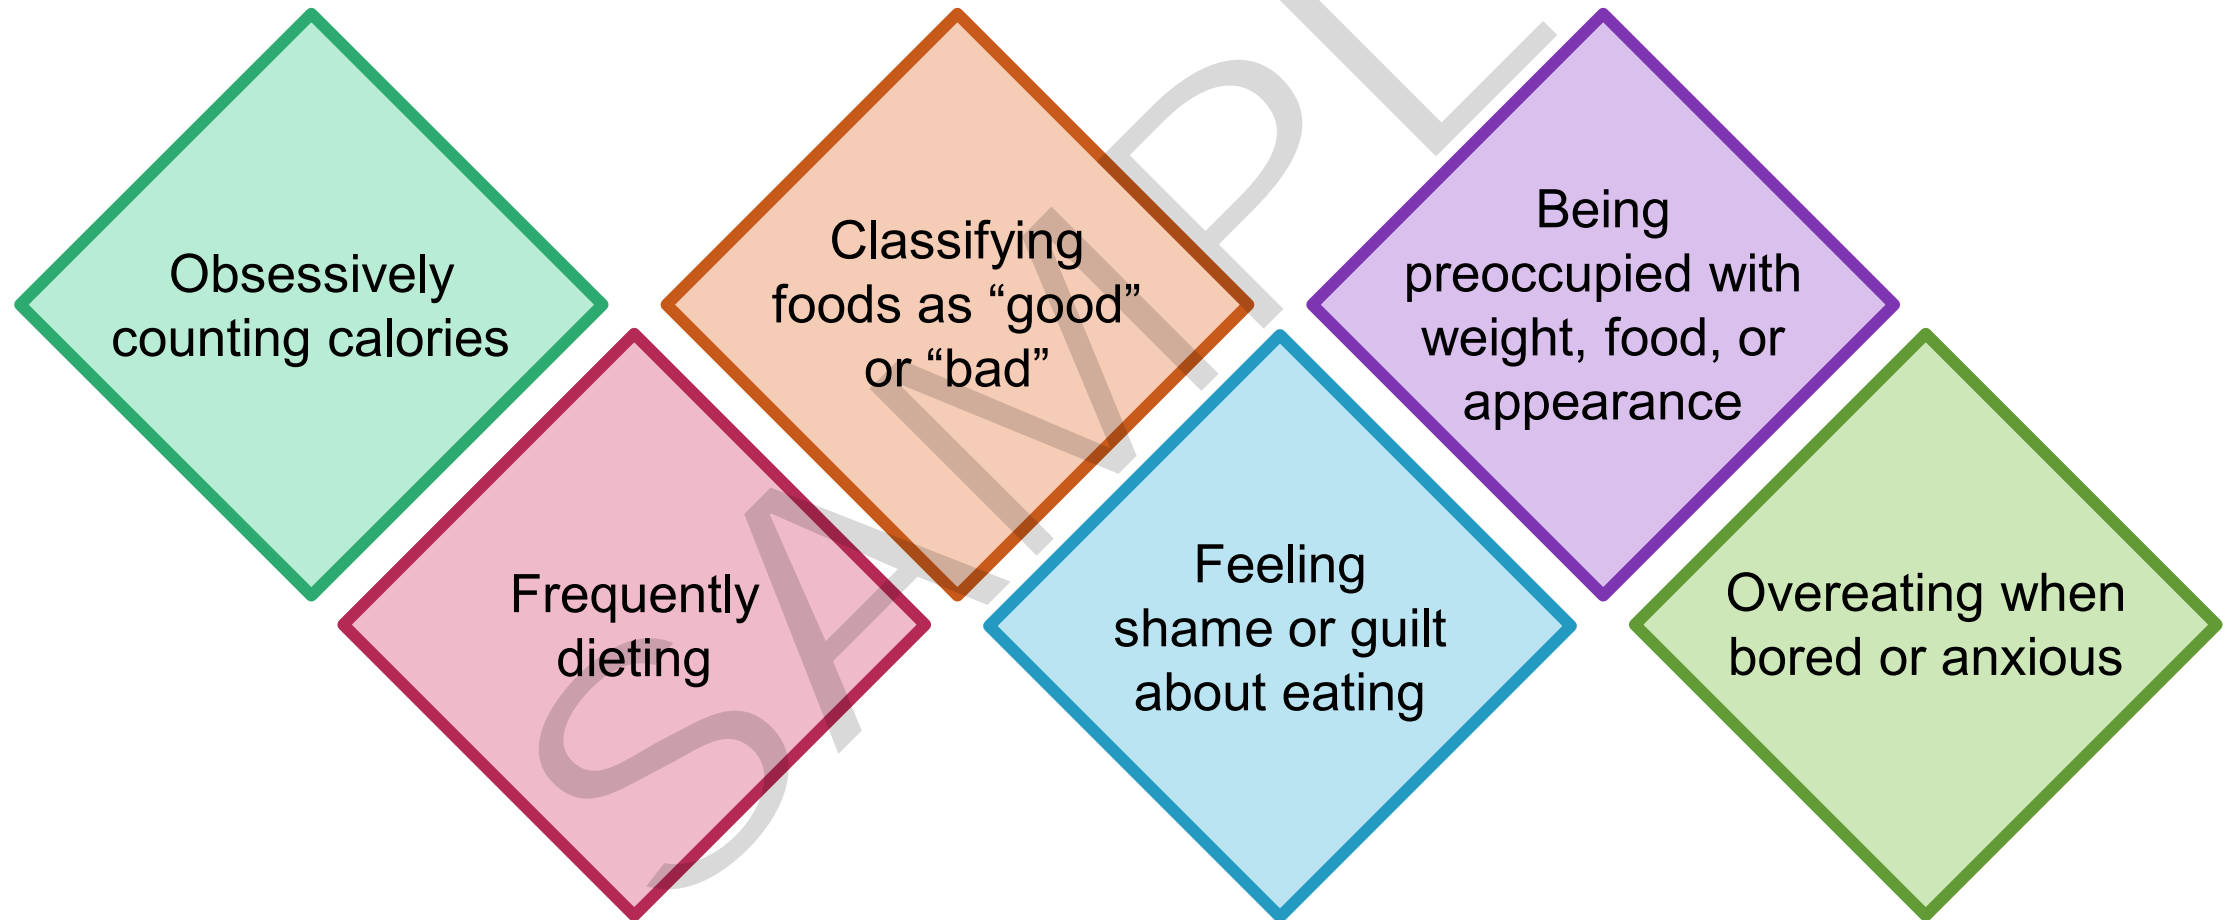 Obsessively
counting calories
Frequently
dieting
Classifying
foods as “good”
or “bad”
Feeling
shame or guilt
about eating
Being
preoccupied with
weight, food, or
appearance
Overeating when
bored or anxious
SAMPL